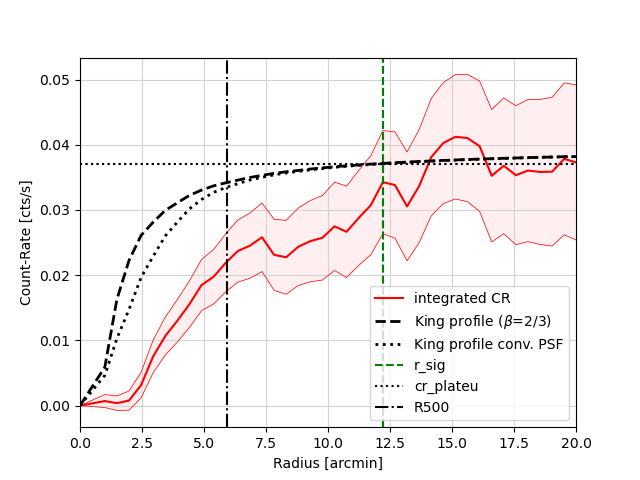 0.05
0.04
0.03
0.02
0.01
0.00
Count-Rate [cts/s]
integrated CR
King profile (β=2/3)
King profile conv. PSF
r_sig
cr_plateu
R500
0.0 2.5 5.0 7.5 10.0 12.5 15.0 17.5 20.0
Radius [arcmin]